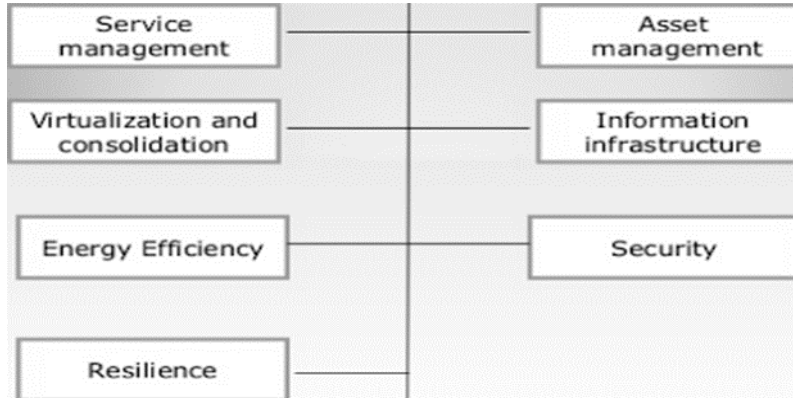 Service
management
Asset
management
Virtualization and
consolidation
Information
infrastructure
Energy Efficiency
Security
Resilience